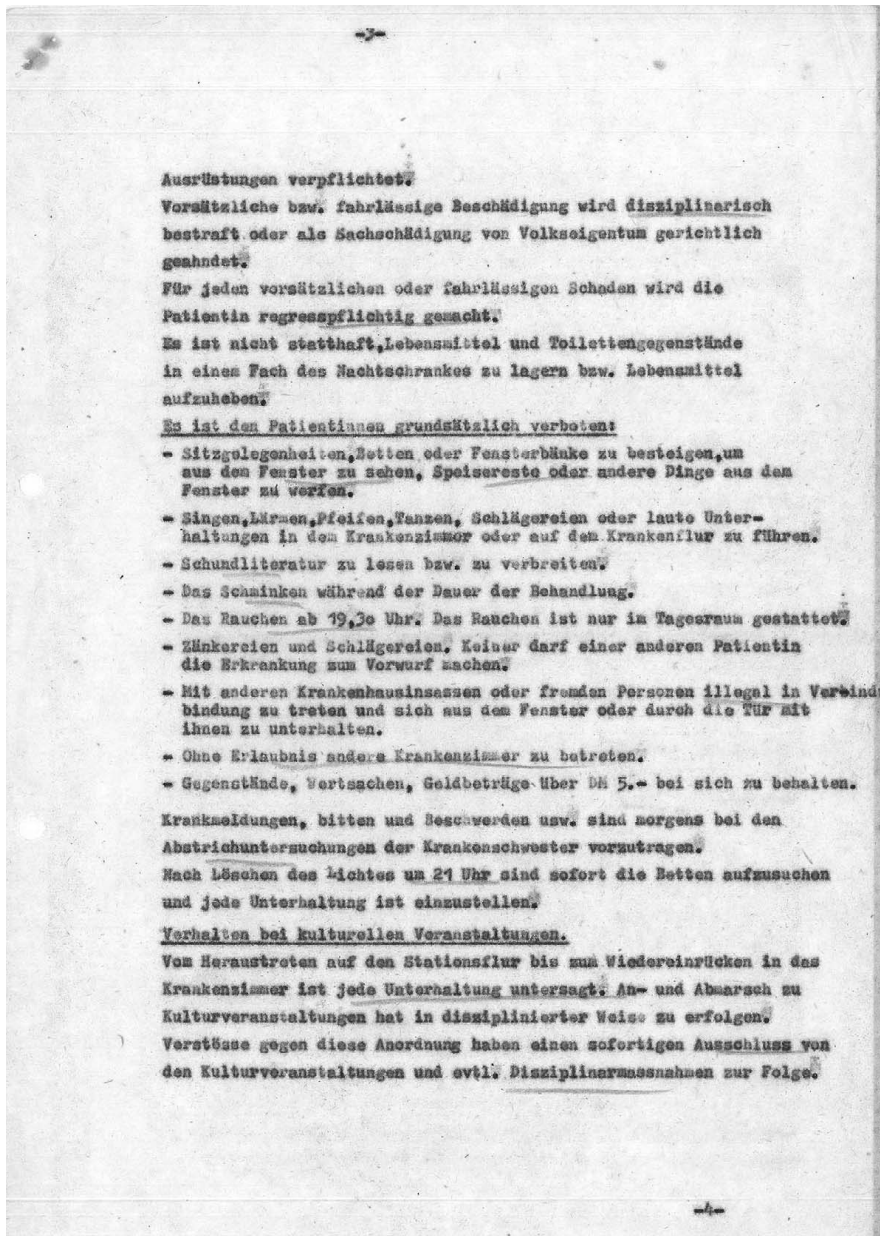 -3-
Ausrüstungen verpflichtet.
Vorsätzliche bzw. fahrlässige Beschädigung wird disziplinarisch
bestraft oder als Sachschädigung von Volkseigentum gerichtlich
geahndet.
Für jeden vorsätzlichen oder fahrlässigen Schaden wird die
Patientin regresspflichtig gemacht.
Es ist nicht statthaft,Lebensmittel und Toilettengegenstände
in einem Fach des Nachtschrankes zu lagern bzw. Lebensmittel
aufzuheben.
Es ist den Patientinnen grundsätzlich verboten:
- Sitzgelegenheiten,Betten oder Fensterbänke zu besteigen,um
aus dem Fenster zu sehen, Speisereste oder andere Dinge aus dem
Fenster zu werfen.
- Singen,Lärmen,Pfeifen,Tanzen, Schlägereien oder laute Unter-
haltungen in dem Krankenzimmer oder auf dem Krankenflur zu führen.
- Schundliteratur zu lesen bzw. zu verbreiten.
- Das Schminken während der Dauer der Behandlung.
- Das Rauchen ab 19,30 Uhr. Das Rauchen ist nur im Tagesraum gestattet.
- Zänkereien und Schlägereien. Keiner darf einer anderen Patientin
die Erkrankung zum Vorwurf machen.
- Mit anderen Krankenhausinsassen oder fremden Personen illegal in Verbind
bindung zu treten und sich aus dem Fenster oder durch die Tür mit
ihnen zu unterhalten.
- Ohne Erlaubnis andere Krankenzimmer zu betreten.
- Gegenstände, Wertsachen, Geldbeträge über DM 5.- bei sich zu behalten.
Krankmeldungen, bitten und Beschwerden usw. sind morgens bei den
Abstrichuntersuchungen der Krankenschwester vorzutragen.
Nach Löschen des Lichtes um 21 Uhr sind sofort die Betten aufzusuchen
und jede Unterhaltung ist einzustellen.
Verhalten bei kulturellen Veranstaltungen.
Vom Heraustreten auf den Stationsflur bis zum Wiedereinrücken in das
Krankenzimmer ist jede Unterhaltung untersagt. An- und Abmarsch zu
Kulturveranstaltungen hat in disziplinierter Weise zu erfolgen.
Verstösse gegen diese Anordnung haben einen sofortigen Ausschluss von
den Kulturveranstaltungen und evtl. Disziplinarmassnahmen zur Folge.
-4-